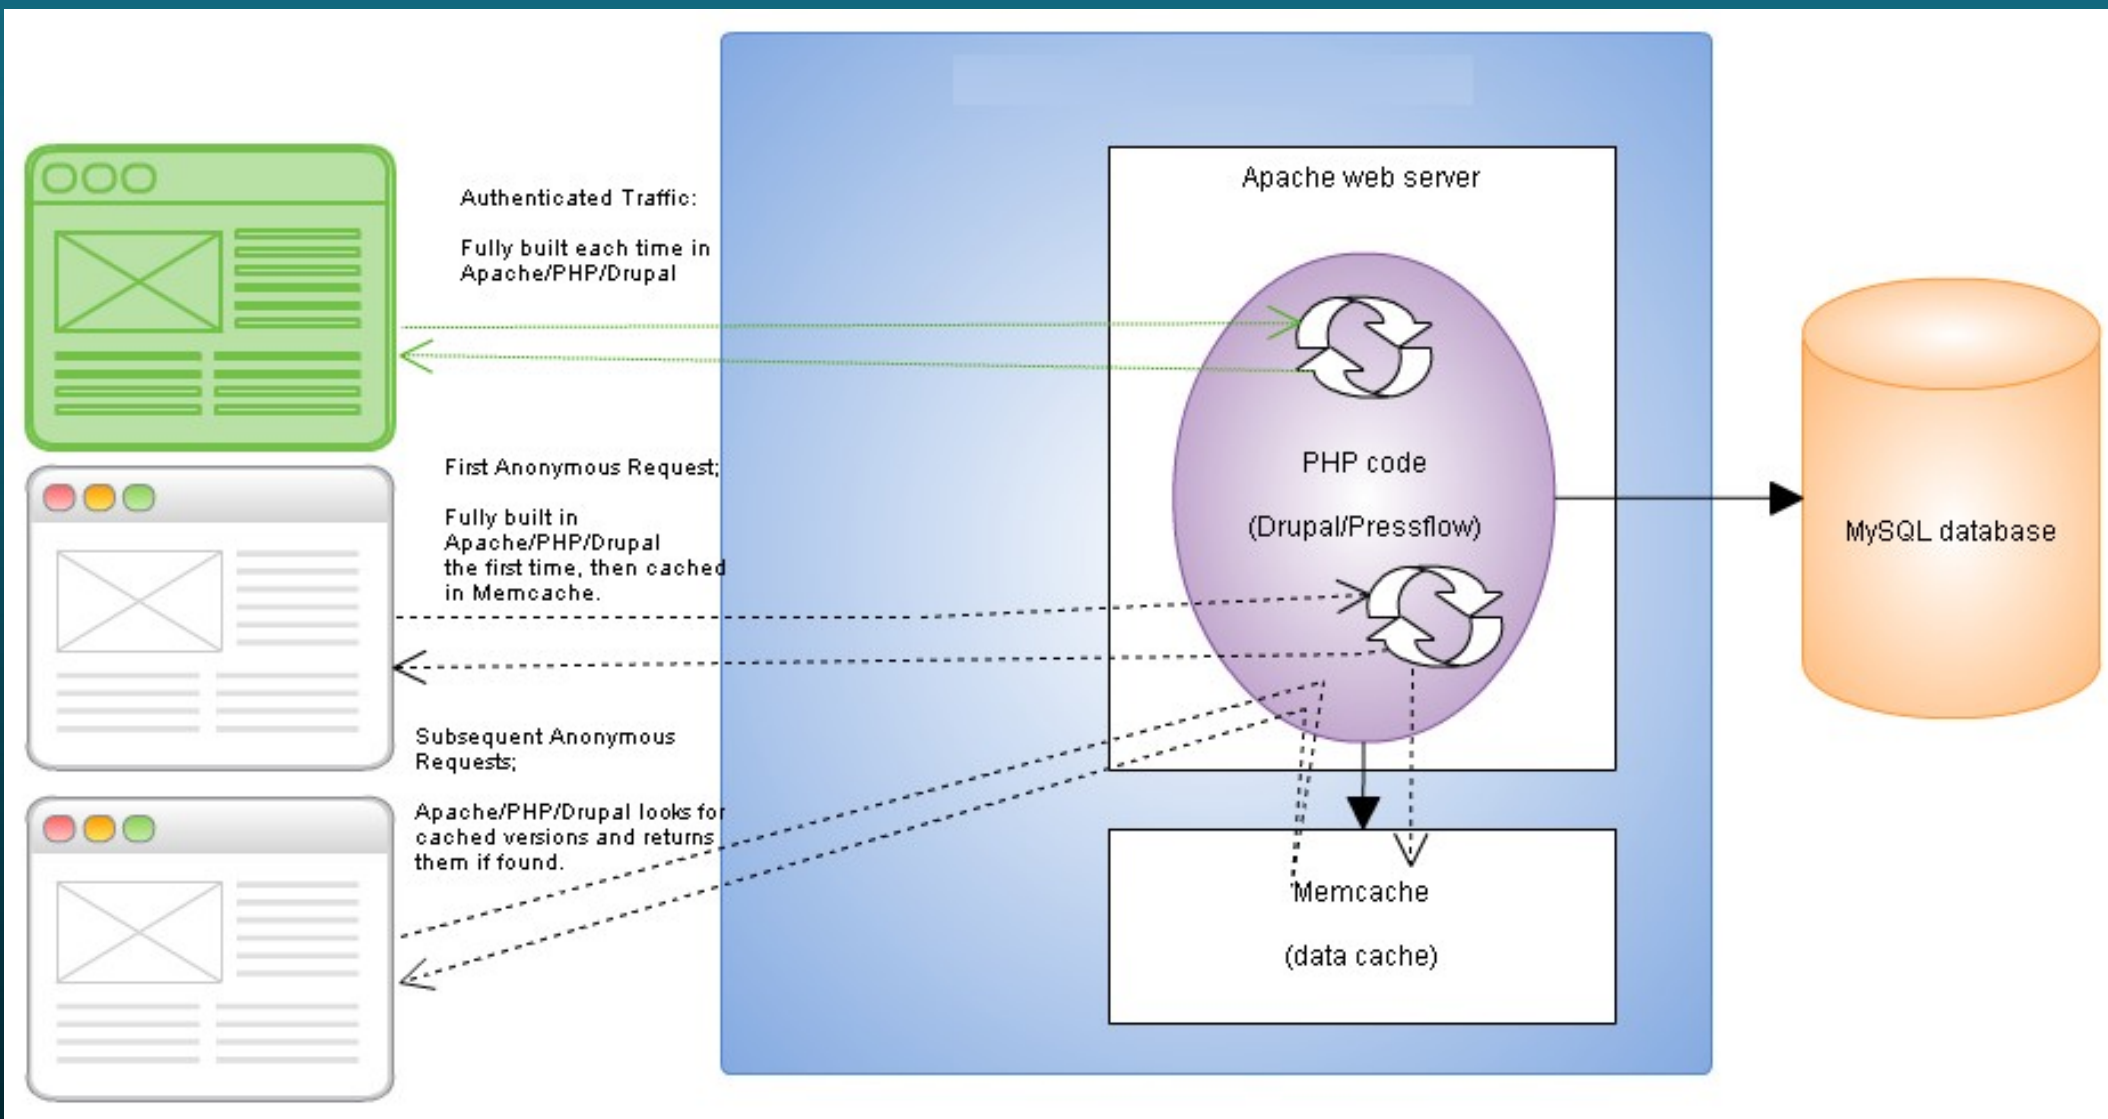 Authenticated Traffic:
Fully built each time in
Apache/PHP/Drupal
First Anonymous Request;
Fully built in
Apache/PHP/Drupal
the first time, then cached
in Memcache.
Subsequent Anonymous
Requests;
Apache/PHP/Drupal looks for
cached versions and returns
them if found.
Apache web server
PHP code
(Drupal/Pressflow)
Memcache
(data cache)
MySQL database